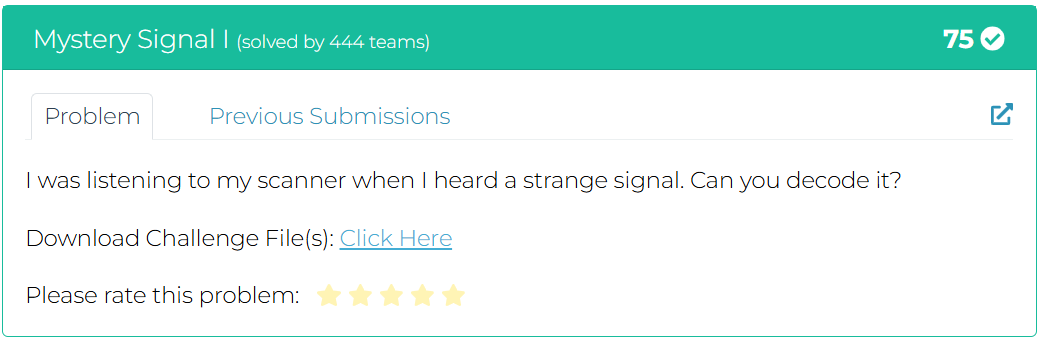 Mystery Signal I (solved by 444 teams) 75
Problem Previous Submissions
I was listening to my scanner when I heard a strange signal. Can you decode it?
Download Challenge File(s): Click Here
Please rate this problem: